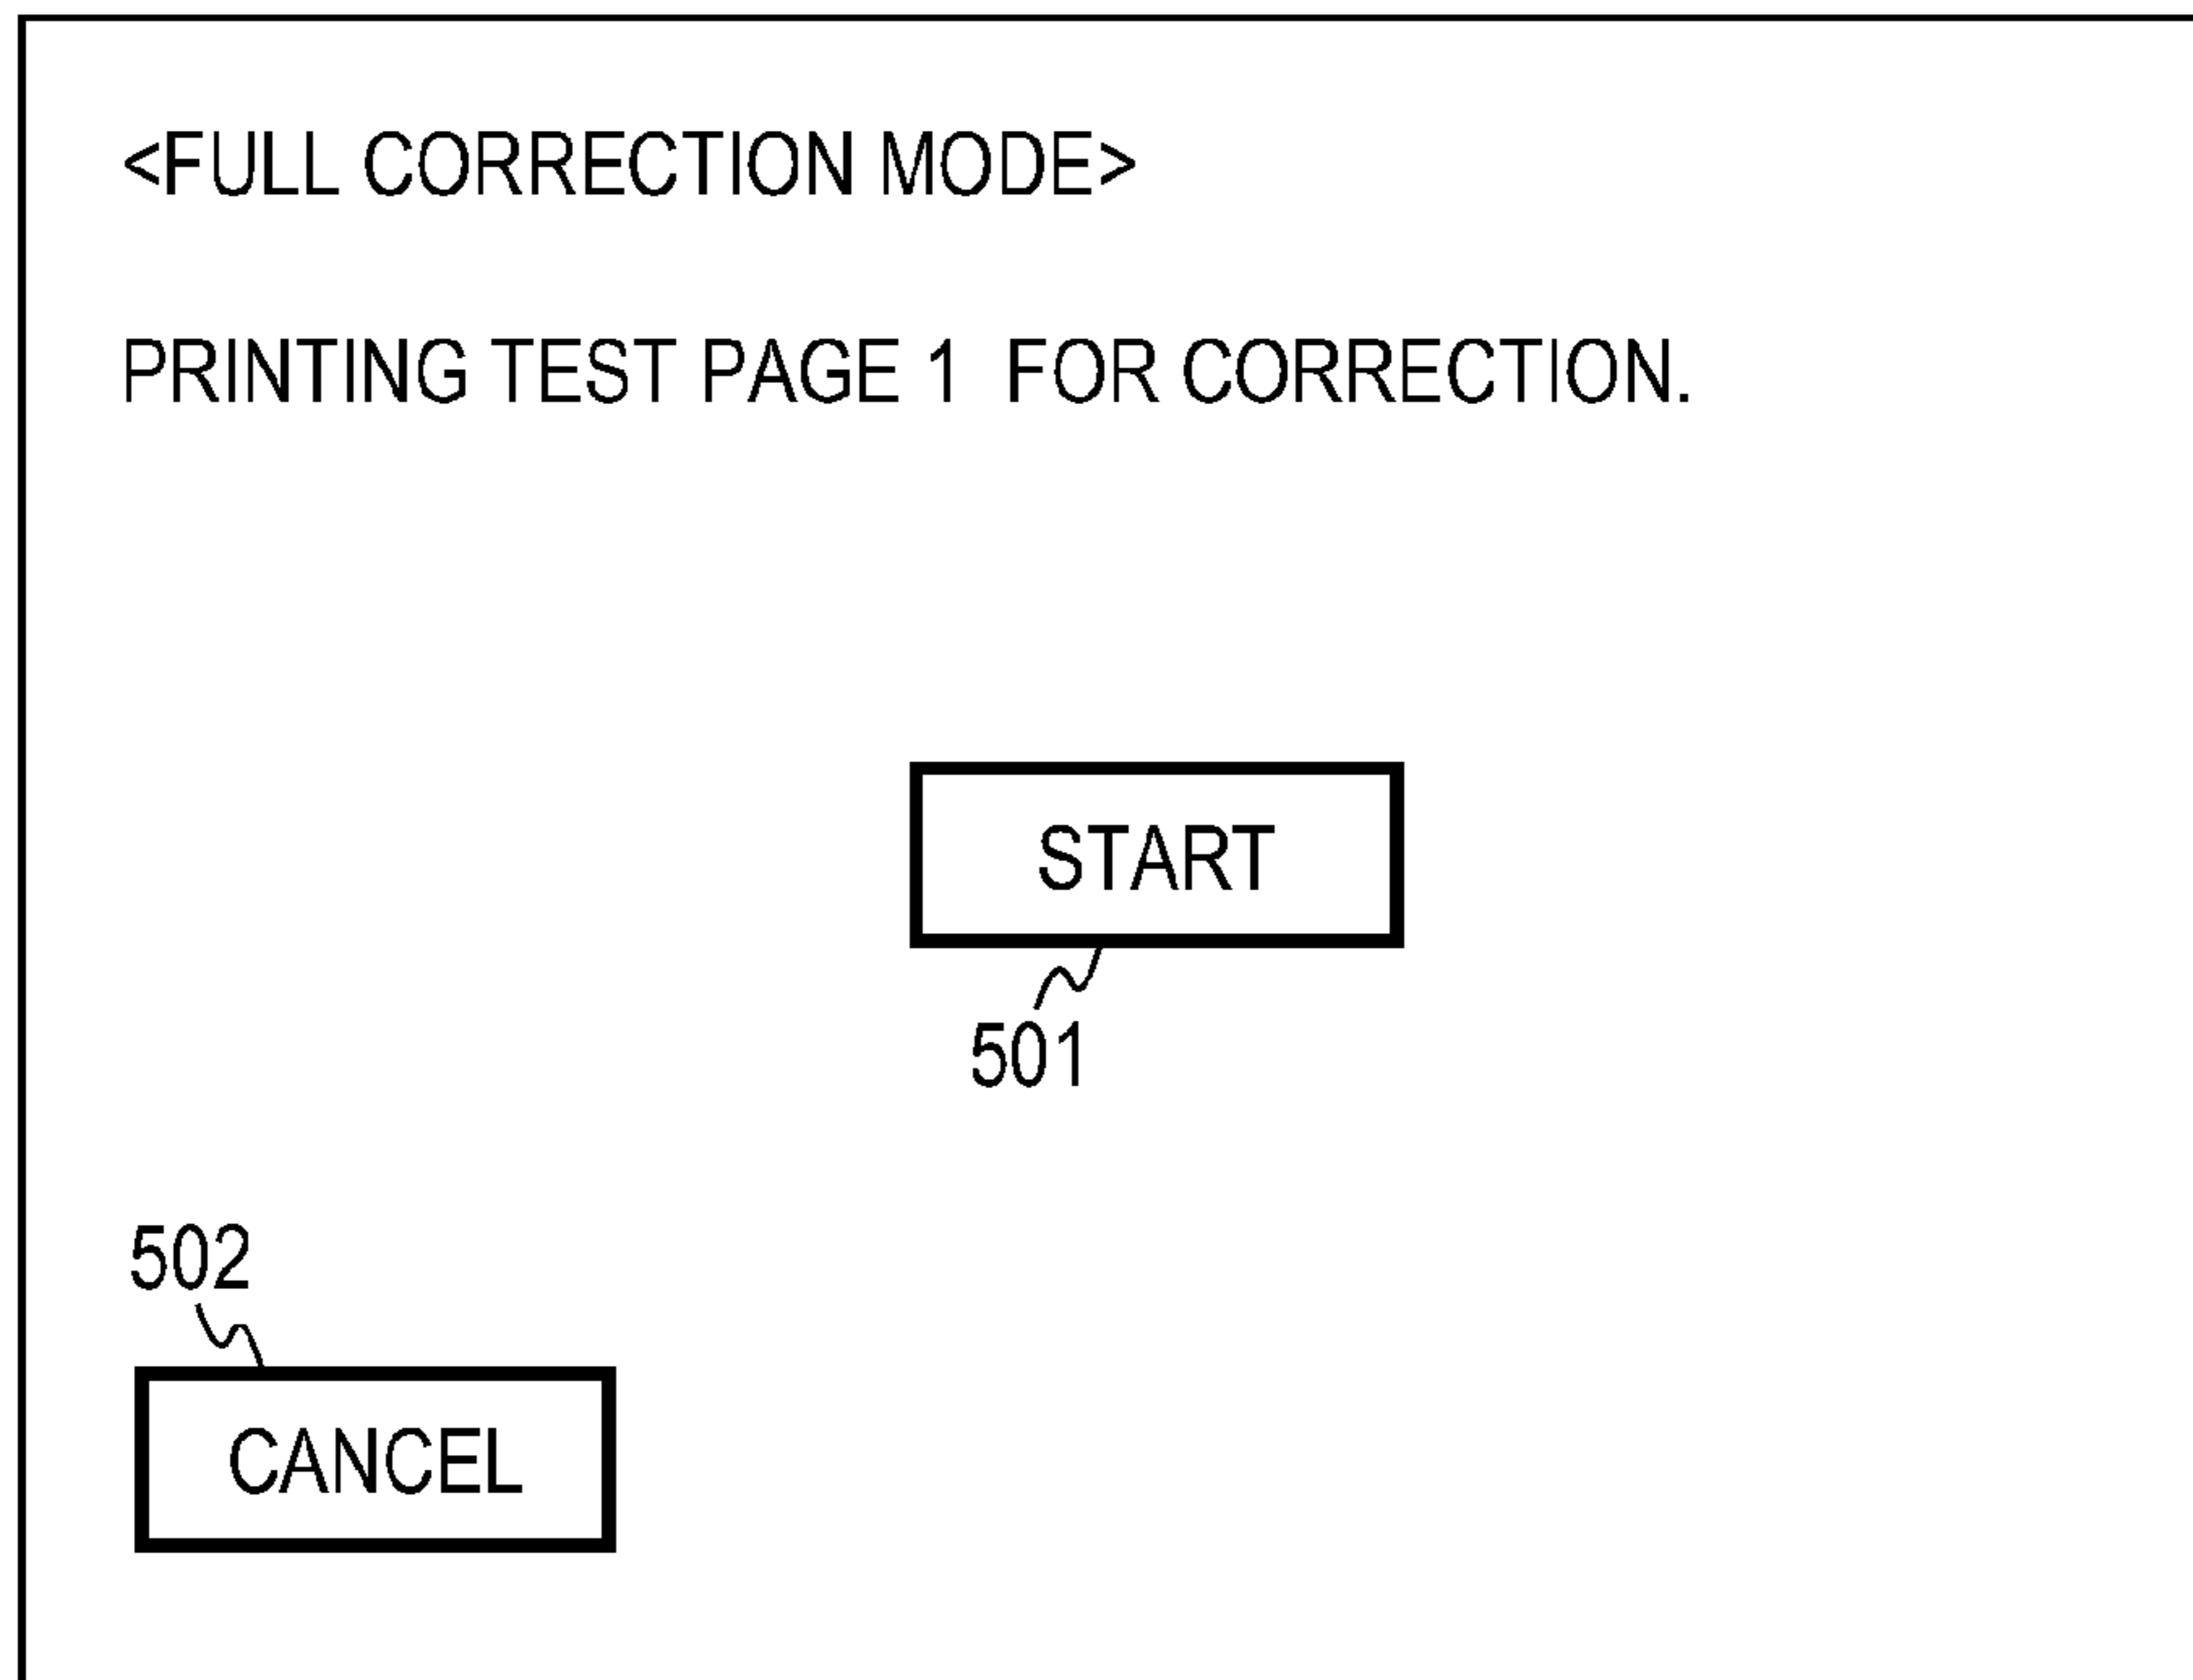 <FULL CORRECTION MODE>
PRINTING TEST PAGE 1 FOR CORRECTION.
START
501
502
CANCEL